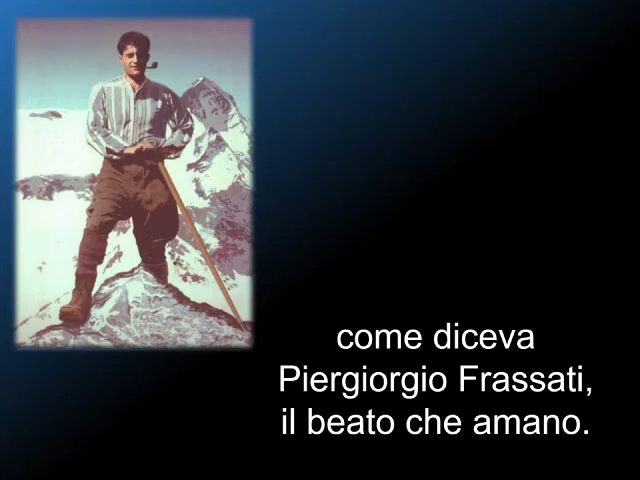 come diceva
Piergiorgio Frassati,
il beato che amano.